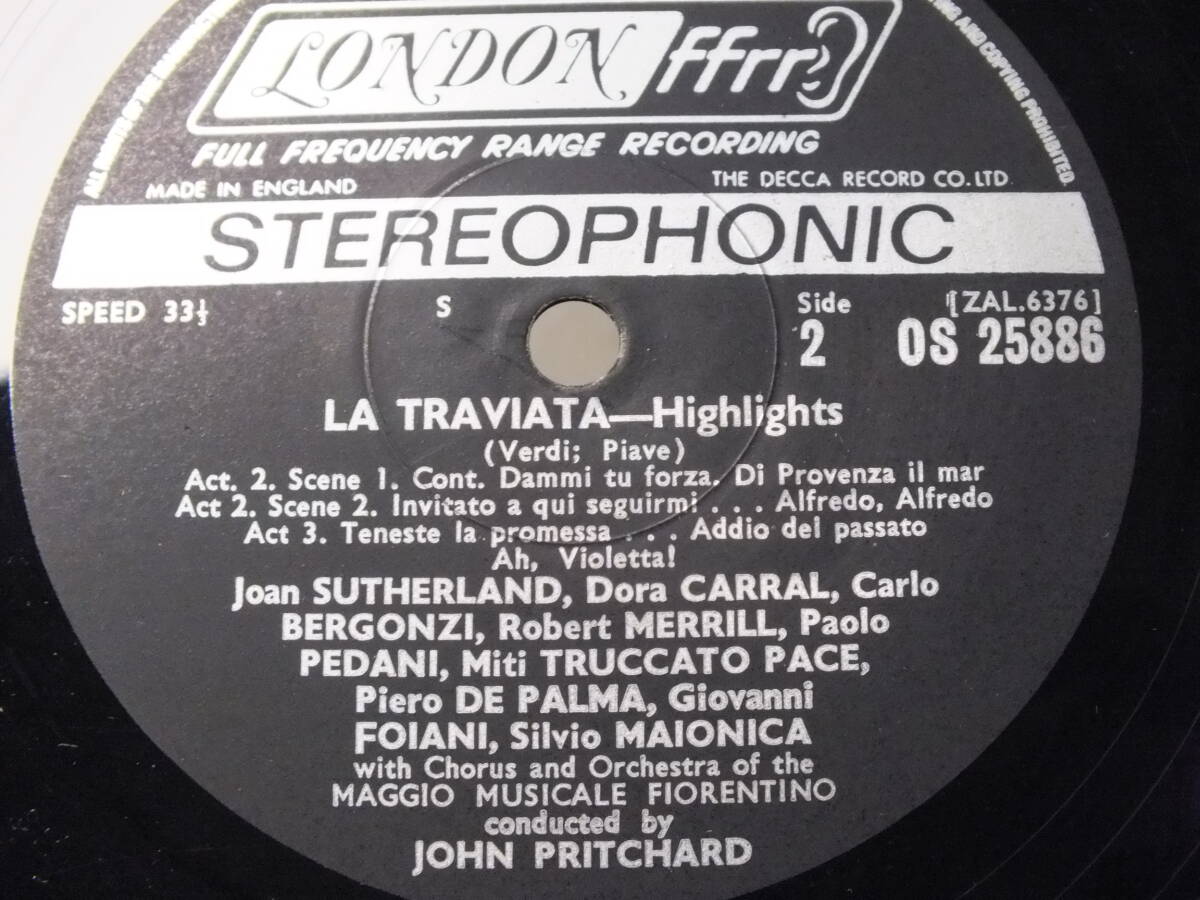 LONDON ffrr
FULL FREQUENCY RANGE RECORDING
MADE IN ENGLAND
THE DECCA RECORD CO. LTD.
AND COPYING PROHIBITED.
STEREOPHONIC
SPEED 33⅓
S
Side
2
[ZAL.6376]
OS 25886
LA TRAVIATA—Highlights
(Verdi; Piave)
Act. 2. Scene 1. Cont. Dammi tu forza. Di Provenza il mar
Act 2. Scene 2. Invitato a qui seguirmi . . . Alfredo, Alfredo
Act 3. Teneste la promessa . . . Addio del passato
Ah, Violetta!
Joan SUTHERLAND, Dora CARRAL, Carlo
BERGONZI, Robert MERRILL, Paolo
PEDANI, Miti TRUCCATO PACE,
Piero DE PALMA, Giovanni
FOIANI, Silvio MAIONICA
with Chorus and Orchestra of the
MAGGIO MUSICALE FIORENTINO
conducted by
JOHN PRITCHARD